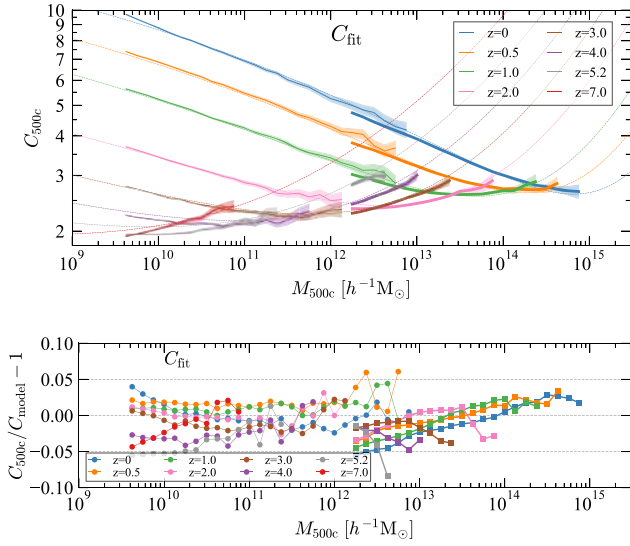 10
9
8
7
6
5
4
3
2
C_500c
C_fit
z=0 z=3.0
z=0.5 z=4.0
z=1.0 z=5.2
z=2.0 z=7.0
10^9 10^10 10^11 10^12 10^13 10^14 10^15
M_500c [h^−1 M_⊙]
0.10
0.05
0.00
−0.05
−0.10
C_500c/C_model − 1
C_fit
z=0 z=1.0 z=3.0 z=5.2
z=0.5 z=2.0 z=4.0 z=7.0
10^9 10^10 10^11 10^12 10^13 10^14 10^15
M_500c [h^−1 M_⊙]